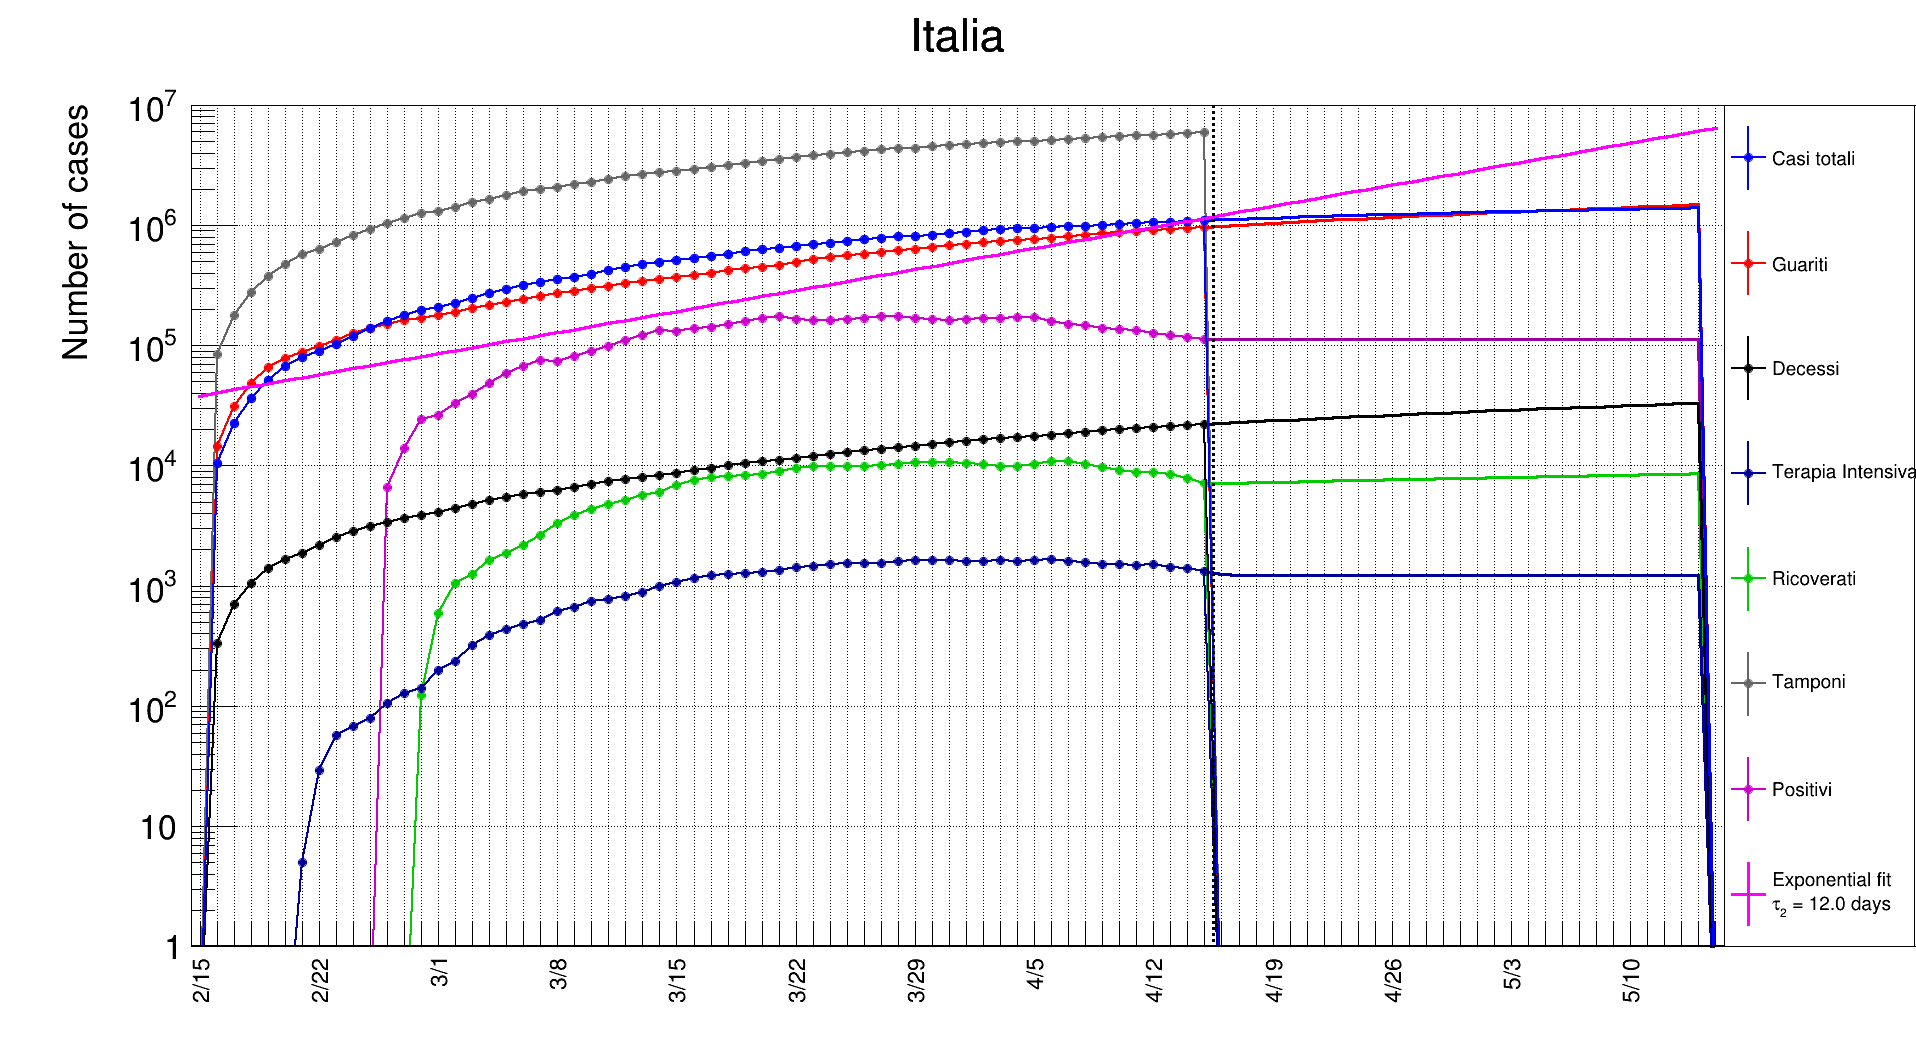 Italia
Number of cases
10^7
10^6
10^5
10^4
10^3
10^2
10
1
2/15
2/22
3/1
3/8
3/15
3/22
3/29
4/5
4/12
4/19
4/26
5/3
5/10
Casi totali
Guariti
Decessi
Terapia Intensiva
Ricoverati
Tamponi
Positivi
Exponential fit
τ₂ = 12.0 days